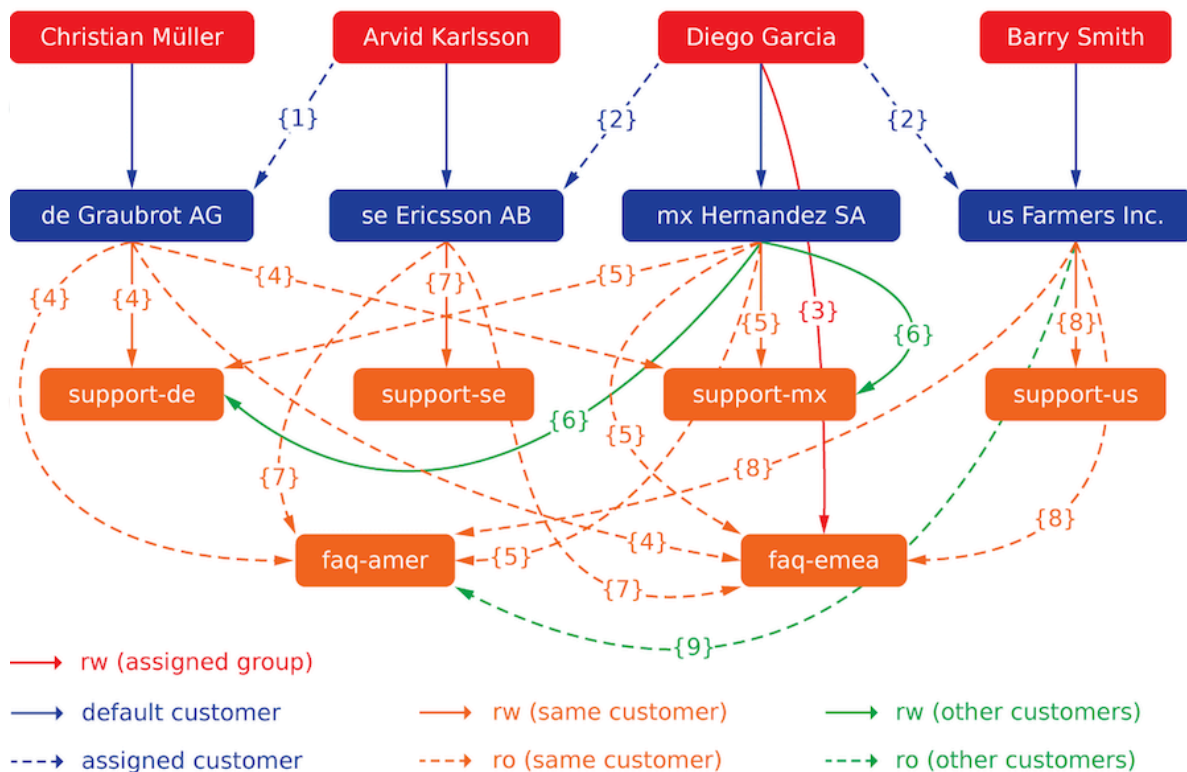 Christian Müller
Arvid Karlsson
Diego Garcia
Barry Smith
{1}
{2}
{2}
de Graubrot AG
se Ericsson AB
mx Hernandez SA
us Farmers Inc.
{4}
{4}
{4}
{7}
{5}
{5}
{3}
{6}
{8}
support-de
support-se
support-mx
support-us
{6}
{5}
{7}
{8}
{8}
faq-amer
{5}
{4}
faq-emea
{7}
{9}
rw (assigned group)
default customer
rw (same customer)
rw (other customers)
assigned customer
ro (same customer)
ro (other customers)